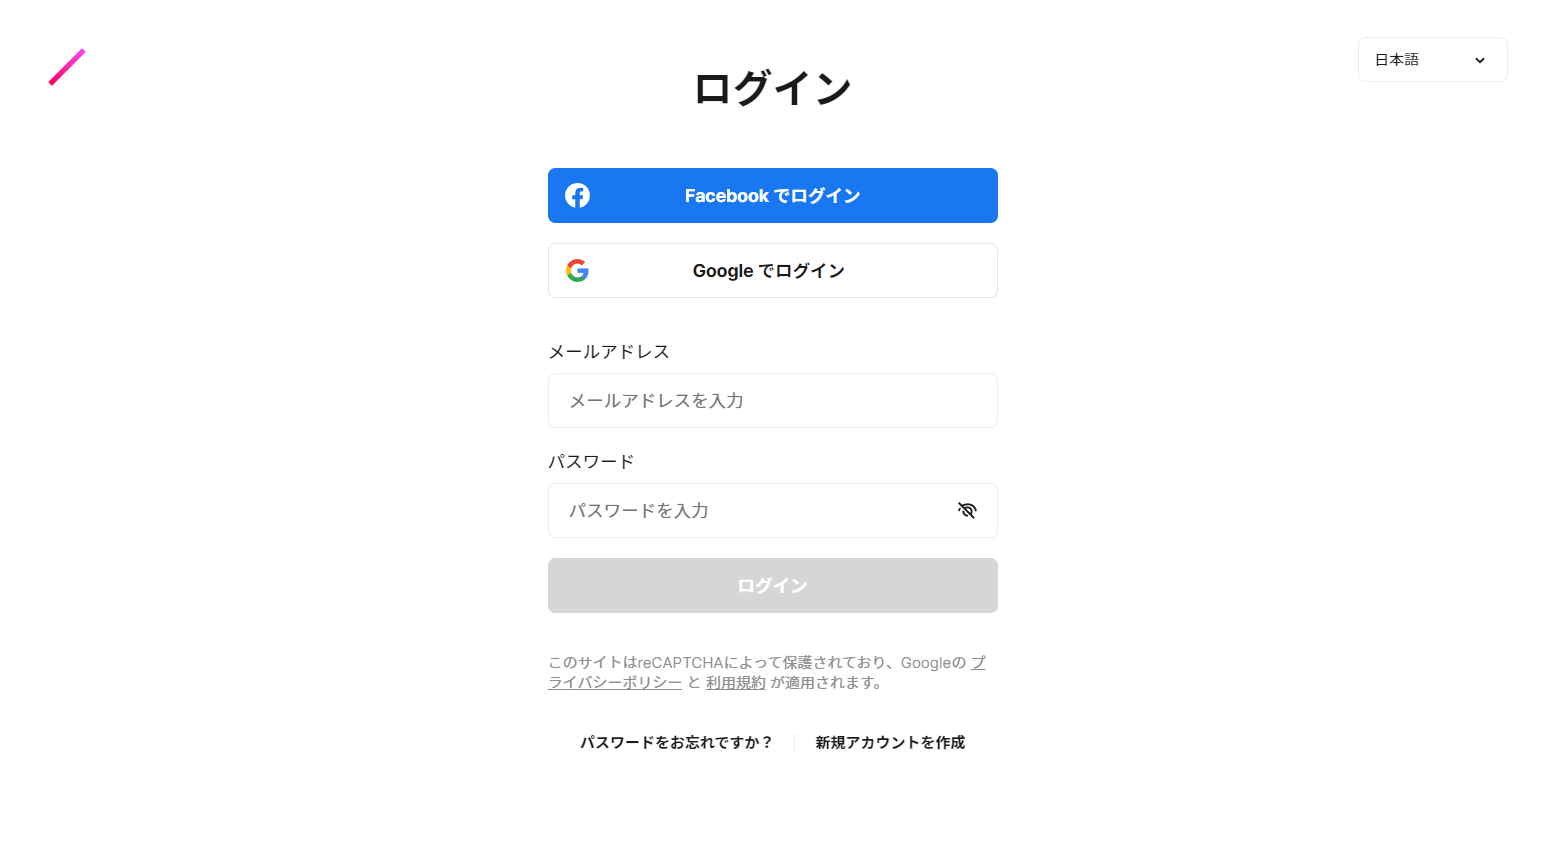 日本語
ログイン
Facebook でログイン
Google でログイン
メールアドレス
メールアドレスを入力
パスワード
パスワードを入力
ログイン
このサイトはreCAPTCHAによって保護されており、Googleの プ
ライバシーポリシー と 利用規約 が適用されます。
パスワードをお忘れですか？ 新規アカウントを作成